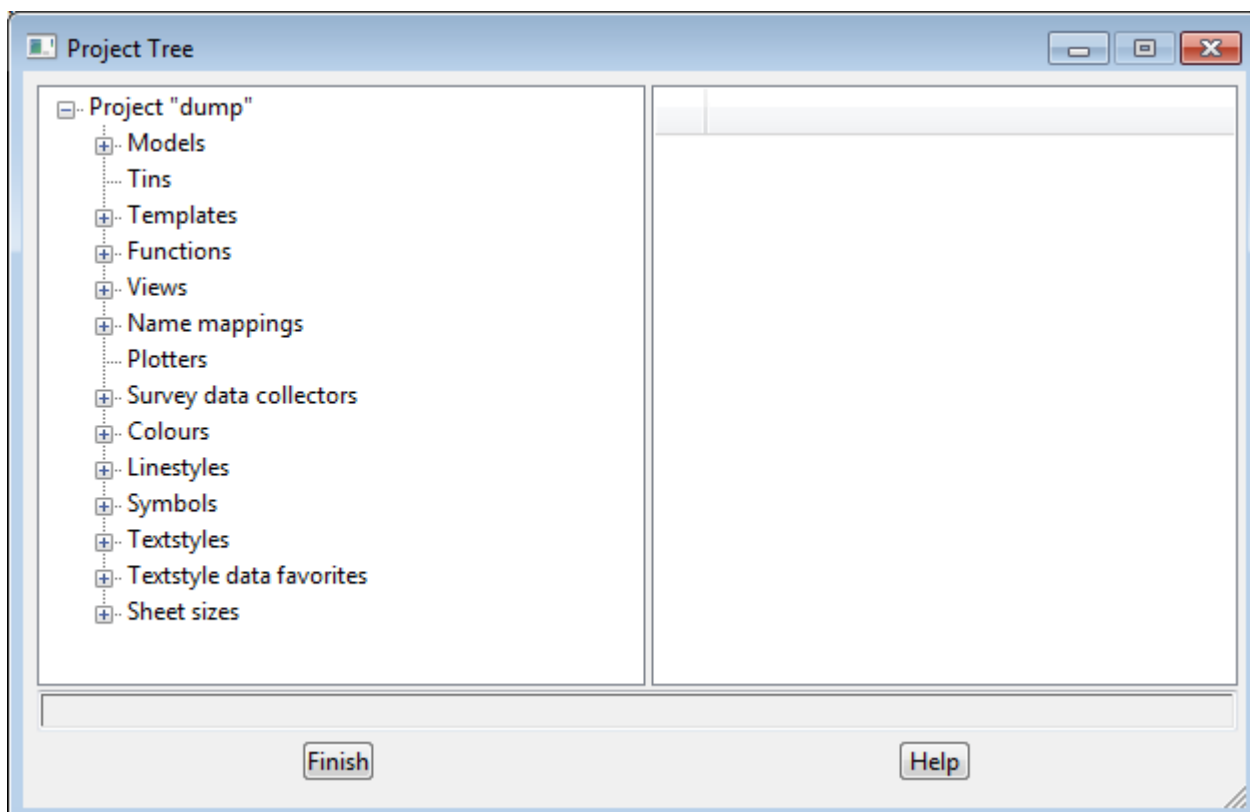 Project Tree
Project "dump"
Models
Tins
Templates
Functions
Views
Name mappings
Plotters
Survey data collectors
Colours
Linestyles
Symbols
Textstyles
Textstyle data favorites
Sheet sizes
Finish
Help